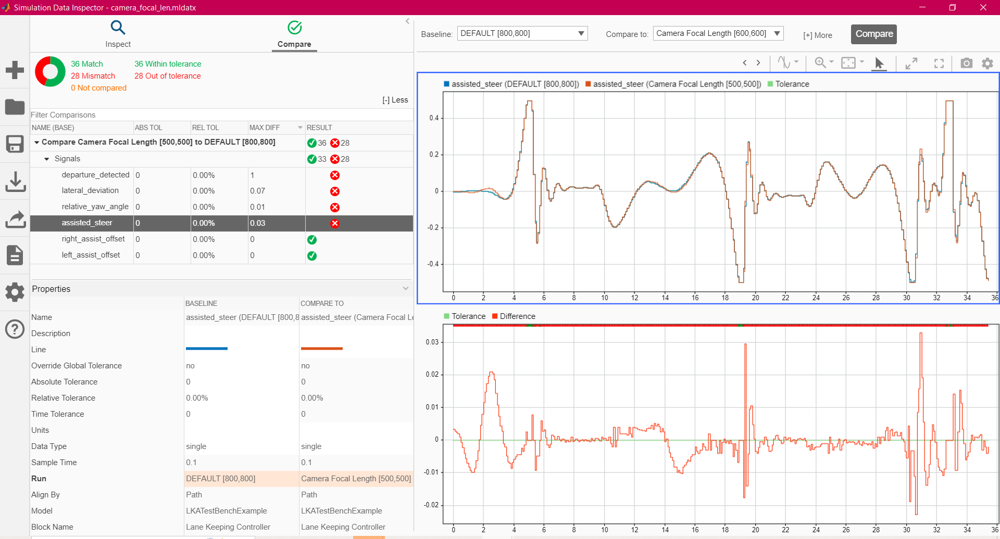 Simulation Data Inspector - camera_focal_len.mldatx
Inspect
Compare
36 Match
36 Within tolerance
28 Mismatch
28 Out of tolerance
0 Not compared
[-] Less
Filter Comparisons
NAME (BASE) ABS TOL REL TOL MAX DIFF RESULT
Compare Camera Focal Length [500,500] to DEFAULT [800,800] 36 28
Signals 33 28
departure_detected 0 0.00% 1
lateral_deviation 0 0.00% 0.07
relative_yaw_angle 0 0.00% 0.01
assisted_steer 0 0.00% 0.03
right_assist_offset 0 0.00% 0
left_assist_offset 0 0.00% 0
Properties
BASELINE COMPARE TO
Name assisted_steer (DEFAULT [800,8 assisted_steer (Camera Focal Le
Description
Line
Override Global Tolerance no no
Absolute Tolerance 0 0
Relative Tolerance 0.00% 0.00%
Time Tolerance 0 0
Units
Data Type single single
Sample Time 0.1 0.1
Run DEFAULT [800,800] Camera Focal Length [500,500]
Align By Path Path
Model LKATestBenchExample LKATestBenchExample
Block Name Lane Keeping Controller Lane Keeping Controller
Baseline: DEFAULT [800,800] Compare to: Camera Focal Length [600,600] [+] More Compare
assisted_steer (DEFAULT [800,800]) assisted_steer (Camera Focal Length [500,500]) Tolerance
0.4
0.2
0
-0.2
-0.4
0 2 4 6 8 10 12 14 16 18 20 22 24 26 28 30 32 34 36
Tolerance Difference
0.03
0.02
0.01
0
-0.01
-0.02
0 2 4 6 8 10 12 14 16 18 20 22 24 26 28 30 32 34 36